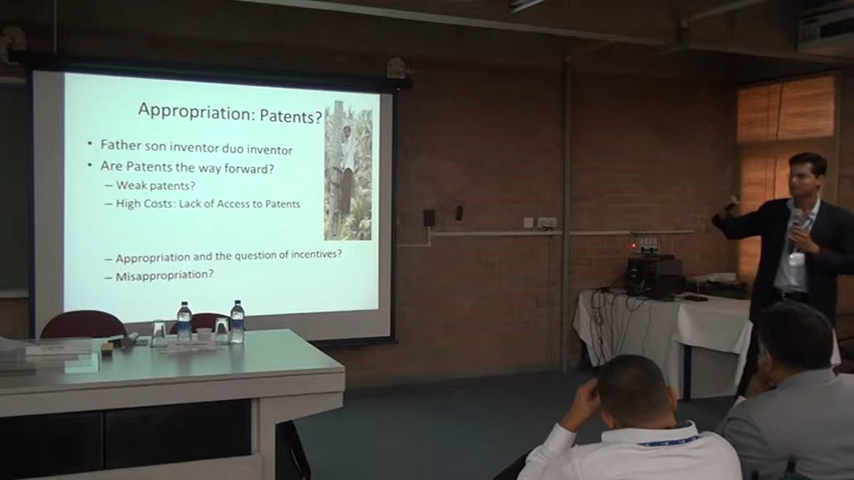 Appropriation: Patents?
• Father son inventor duo inventor
• Are Patents the way forward?
– Weak patents?
– High Costs: Lack of Access to Patents
– Appropriation and the question of incentives?
– Misappropriation?